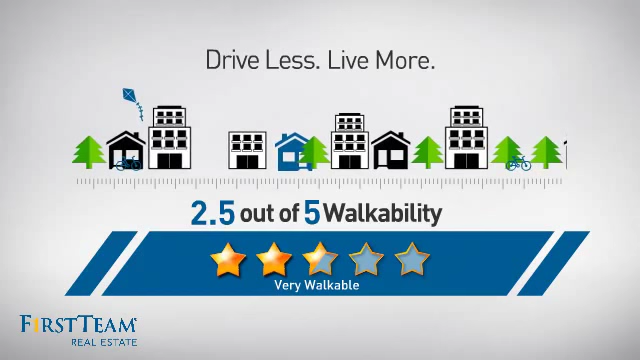 Drive Less. Live More.
2.5 out of 5 Walkability
Very Walkable
FIRSTTEAM®
REAL ESTATE